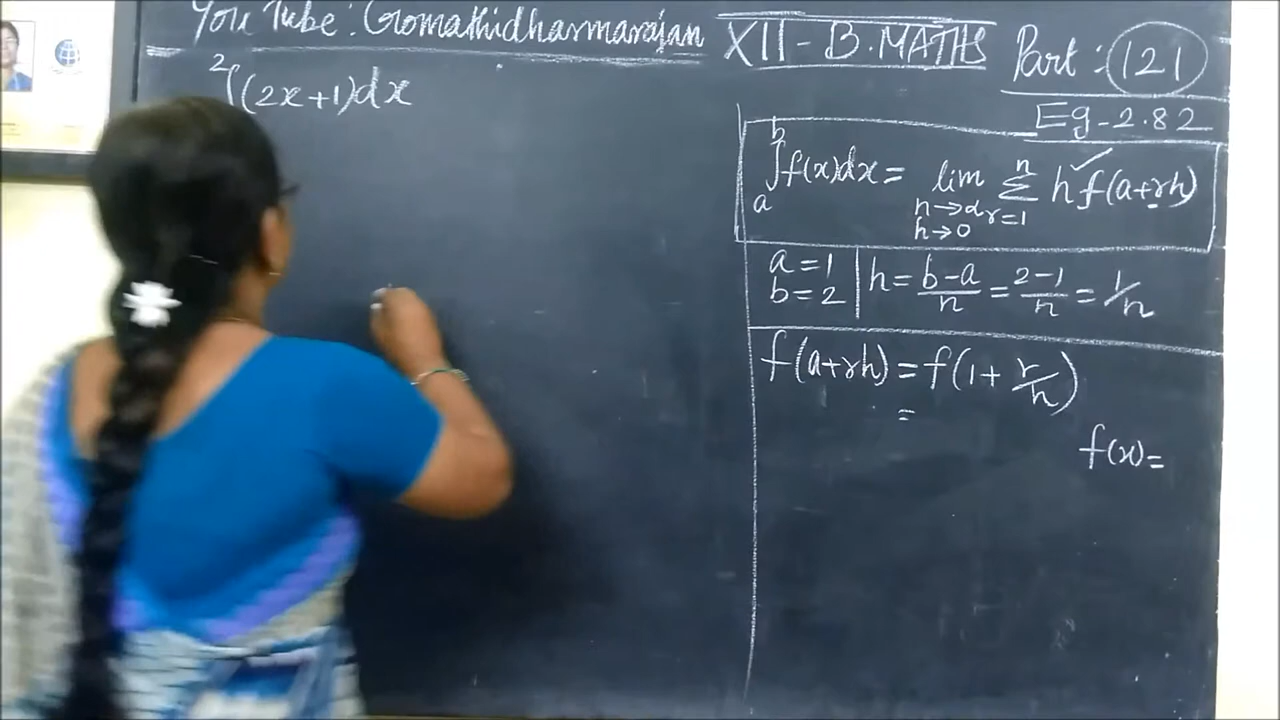 You Tube : Gomathidharmarajan XII - B. MATHS Part : 121
Eg - 2.82
2∫(2x+1)dx
b∫a f(x)dx = lim n→α h→0 n∑r=1 h f(a+rh)
a = 1
b = 2
h = b-a/n = 2-1/n = 1/n
f(a+rh) = f(1 + r/n)
=
f(x) =